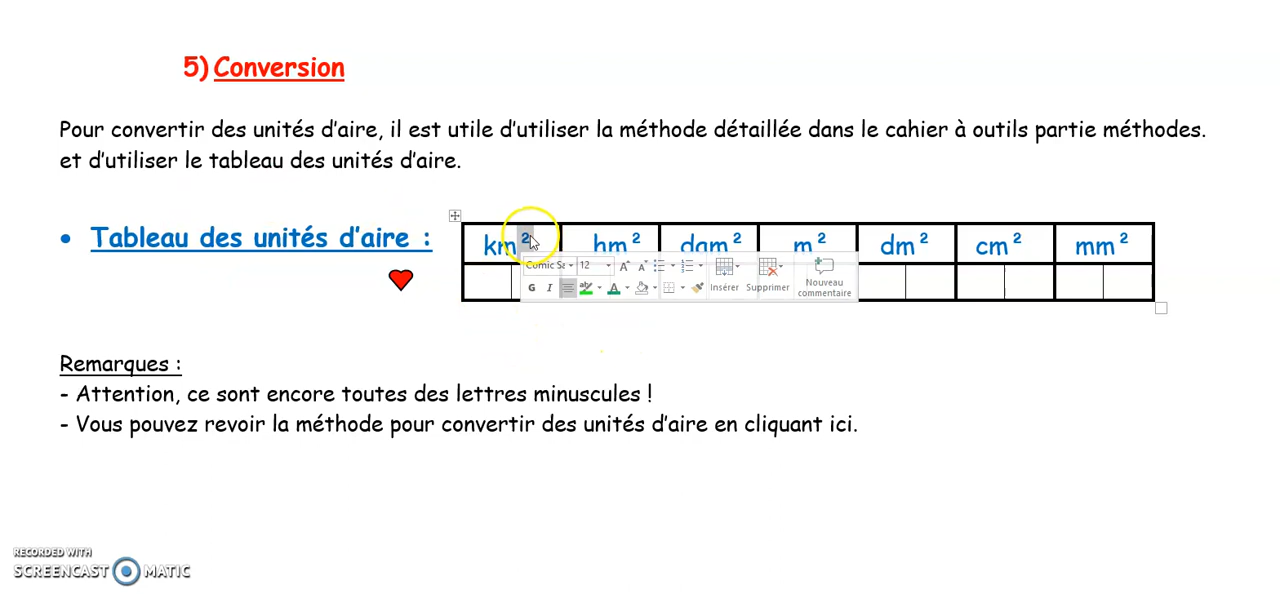 5) Conversion
Pour convertir des unités d'aire, il est utile d'utiliser la méthode détaillée dans le cahier à outils partie méthodes.
et d'utiliser le tableau des unités d'aire.
• Tableau des unités d'aire :
km² hm² dam² m² dm² cm² mm²
12 A A
G I aby A Insérer Supprimer Nouveau
commentaire
Remarques :
- Attention, ce sont encore toutes des lettres minuscules !
- Vous pouvez revoir la méthode pour convertir des unités d'aire en cliquant ici.
RECORDED WITH
SCREENCAST MATIC